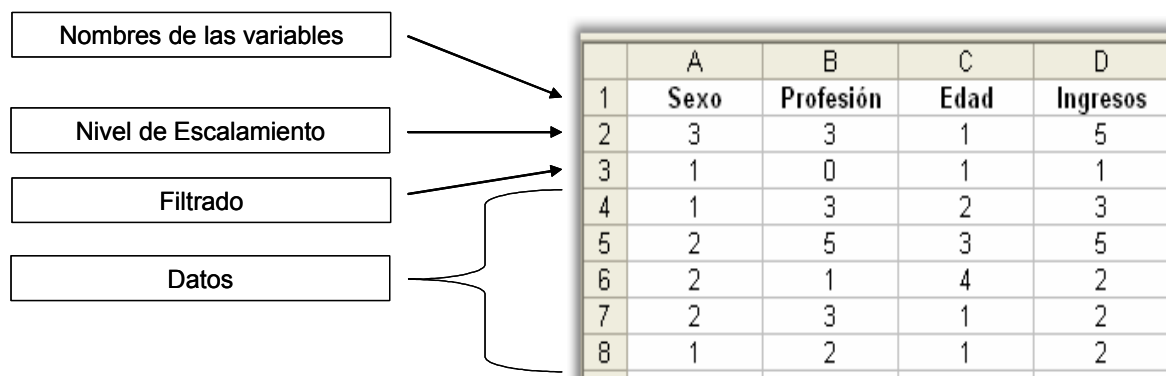 Nombres de las variables
Nivel de Escalamiento
Filtrado
Datos
A B C D
1 Sexo Profesión Edad Ingresos
2 3 3 1 5
3 1 0 1 1
4 1 3 2 3
5 2 5 3 5
6 2 1 4 2
7 2 3 1 2
8 1 2 1 2